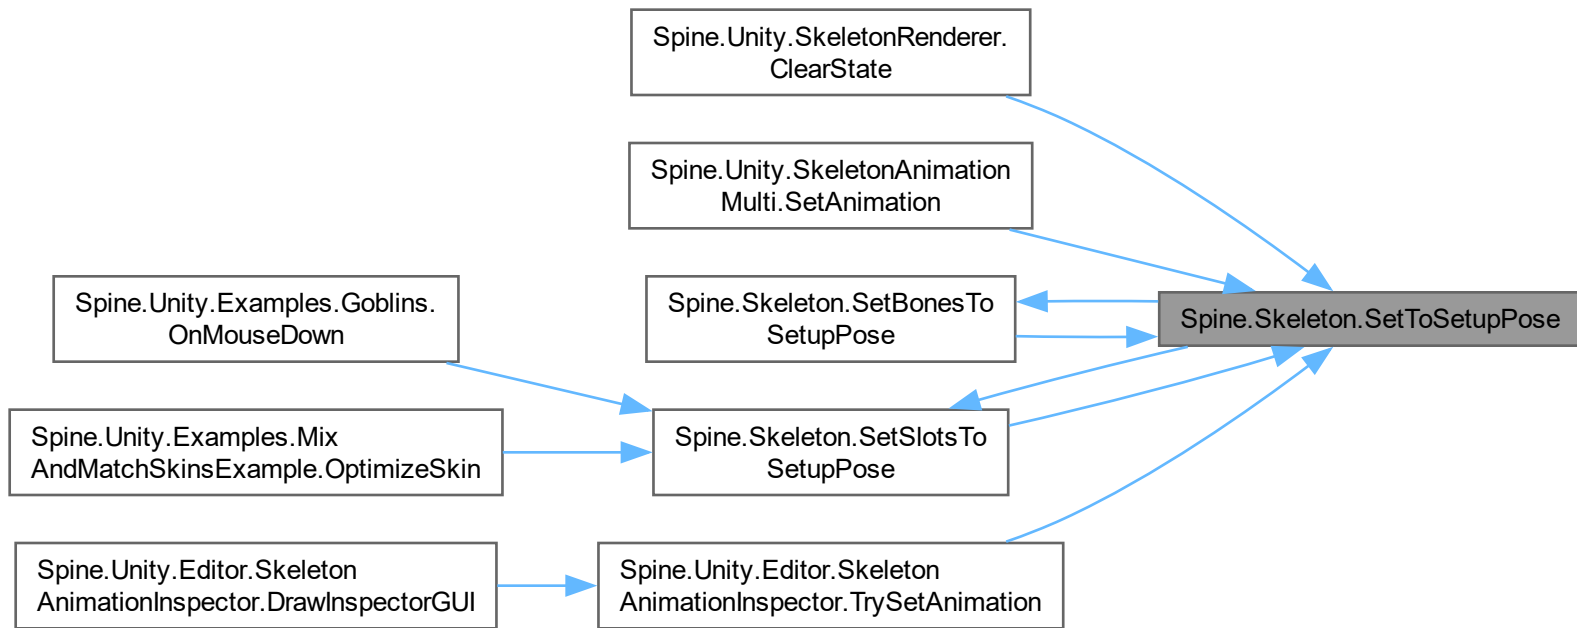 Spine.Unity.SkeletonRenderer.
ClearState
Spine.Unity.SkeletonAnimation
Multi.SetAnimation
Spine.Unity.Examples.Goblins.
OnMouseDown
Spine.Skeleton.SetBonesTo
SetupPose
Spine.Skeleton.SetToSetupPose
Spine.Unity.Examples.Mix
AndMatchSkinsExample.OptimizeSkin
Spine.Skeleton.SetSlotsTo
SetupPose
Spine.Unity.Editor.Skeleton
AnimationInspector.DrawInspectorGUI
Spine.Unity.Editor.Skeleton
AnimationInspector.TrySetAnimation